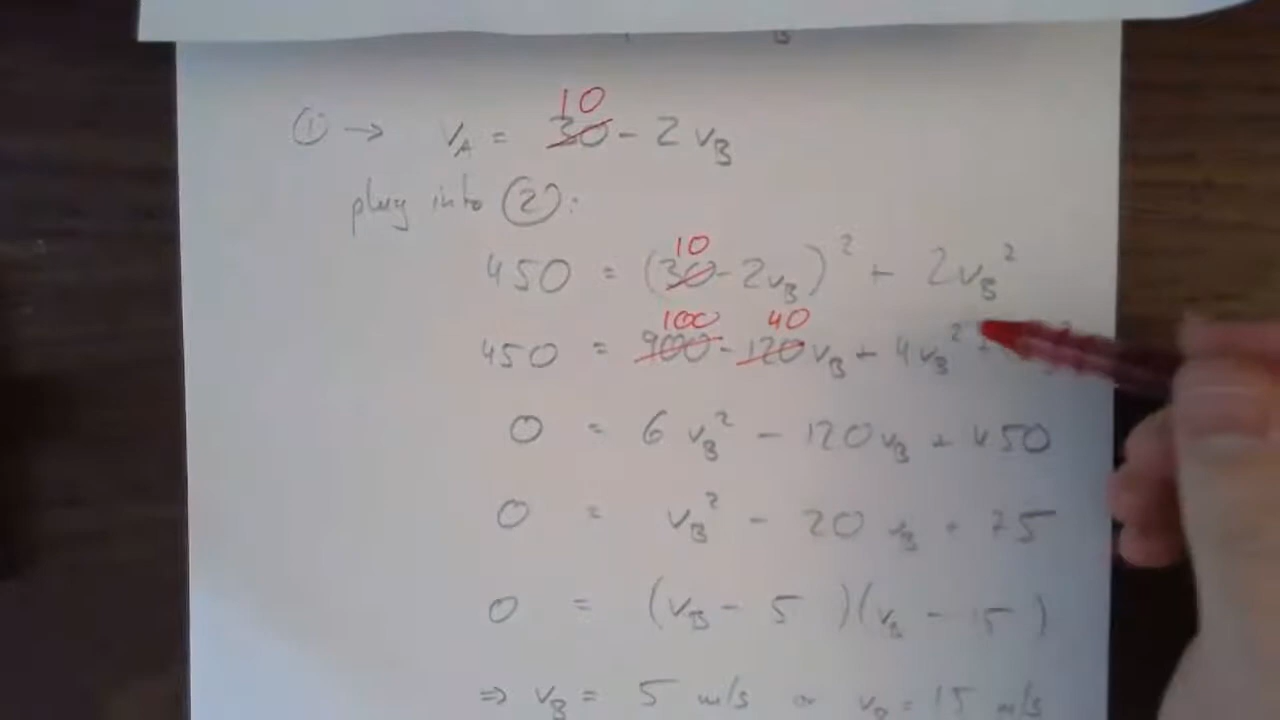 10
① → v_A = 30 - 2 v_B
plug into ②:
10
450 = (30 - 2v_B)² + 2v_B²
100 40
450 = 900 - 120 v_B + 4v_B² +
0 = 6 v_B² - 120 v_B + 450
0 = v_B² - 20 v_B + 75
0 = (v_B - 5)(v_B - 15)
⇒ v_B = 5 m/s or v_B = 15 m/s